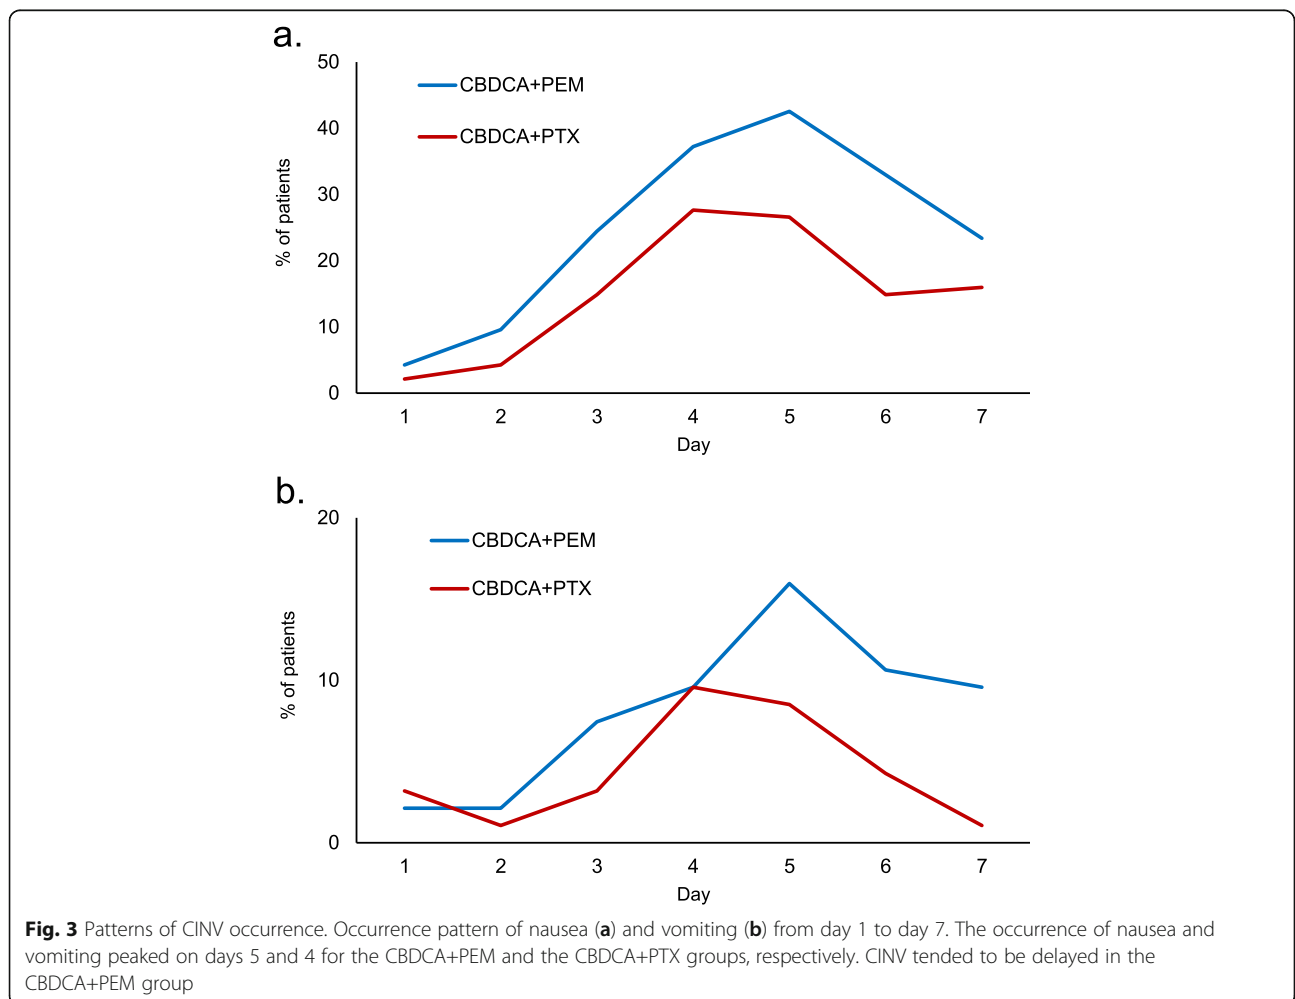 a.
50
CBDCA+PEM
40
CBDCA+PTX
30
% of patients
20
10
0
1 2 3 4 5 6 7
Day
b.
20
CBDCA+PEM
CBDCA+PTX
% of patients
10
0
1 2 3 4 5 6 7
Day
Fig. 3 Patterns of CINV occurrence. Occurrence pattern of nausea (a) and vomiting (b) from day 1 to day 7. The occurrence of nausea and
vomiting peaked on days 5 and 4 for the CBDCA+PEM and the CBDCA+PTX groups, respectively. CINV tended to be delayed in the
CBDCA+PEM group